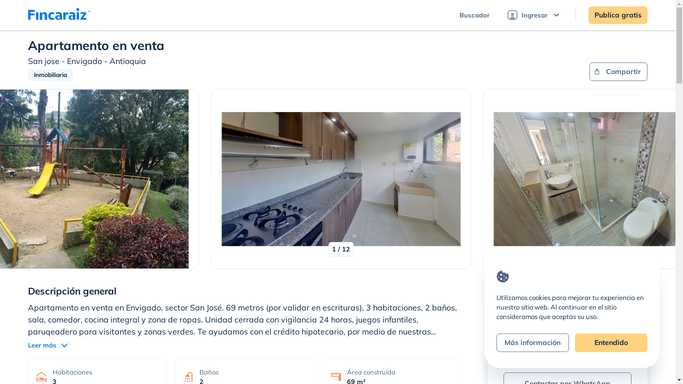 Fincaraiz
Buscador
Ingresar
Publica gratis
Apartamento en venta
San jose - Envigado - Antioquia
Inmobiliaria
Compartir
1 / 12
Descripción general
Apartamento en venta en Envigado, sector San José. 69 metros (por validar en escrituras), 3 habitaciones, 2 baños,
sala, comedor, cocina integral y zona de ropas. Unidad cerrada con vigilancia 24 horas, juegos infantiles,
parqueadero para visitantes y zonas verdes. Te ayudamos con el crédito hipotecario, por medio de nuestras...
Leer más
Habitaciones
3
Baños
2
Área construida
69 m²
Utilizamos cookies para mejorar tu experiencia en
nuestro sitio web. Al continuar en el sitio
consideramos que aceptas su uso.
Más información
Entendido
Contactar por WhatsApp